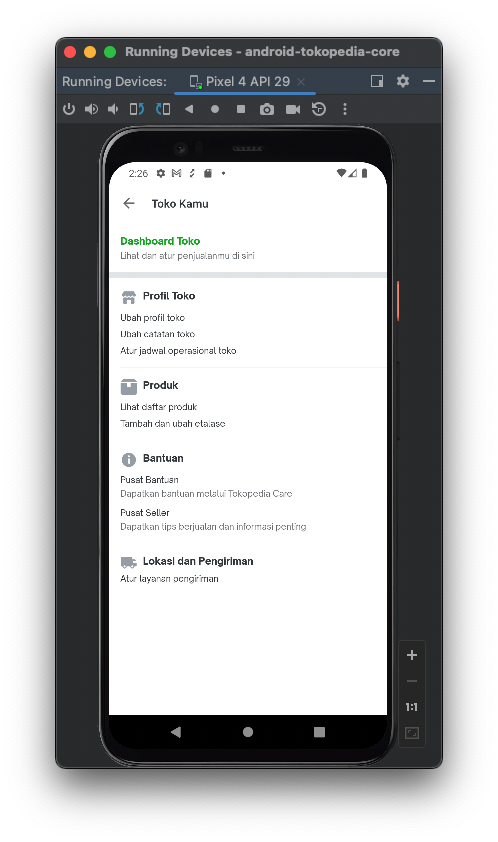 Running Devices - android-tokopedia-core
Running Devices: Pixel 4 API 29
2:26
Toko Kamu
Dashboard Toko
Lihat dan atur penjualanmu di sini
Profil Toko
Ubah profil toko
Ubah catatan toko
Atur jadwal operasional toko
Produk
Lihat daftar produk
Tambah dan ubah etalase
Bantuan
Pusat Bantuan
Dapatkan bantuan melalui Tokopedia Care
Pusat Seller
Dapatkan tips berjualan dan informasi penting
Lokasi dan Pengiriman
Atur layanan pengiriman
1:1